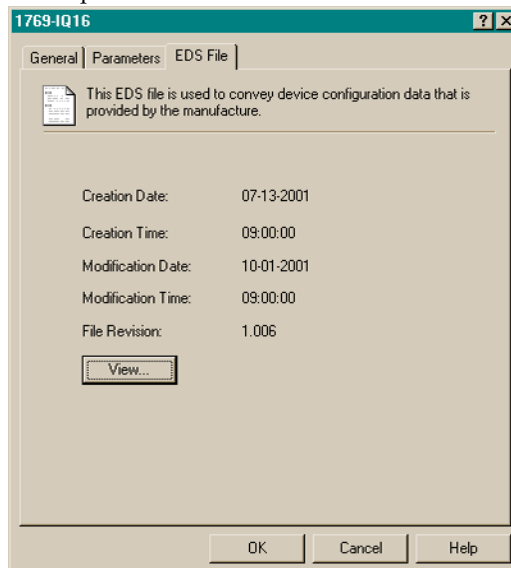 1769-IQ16
General Parameters EDS File
This EDS file is used to convey device configuration data that is
provided by the manufacture.
Creation Date: 07-13-2001
Creation Time: 09:00:00
Modification Date: 10-01-2001
Modification Time: 09:00:00
File Revision: 1.006
View...
OK Cancel Help